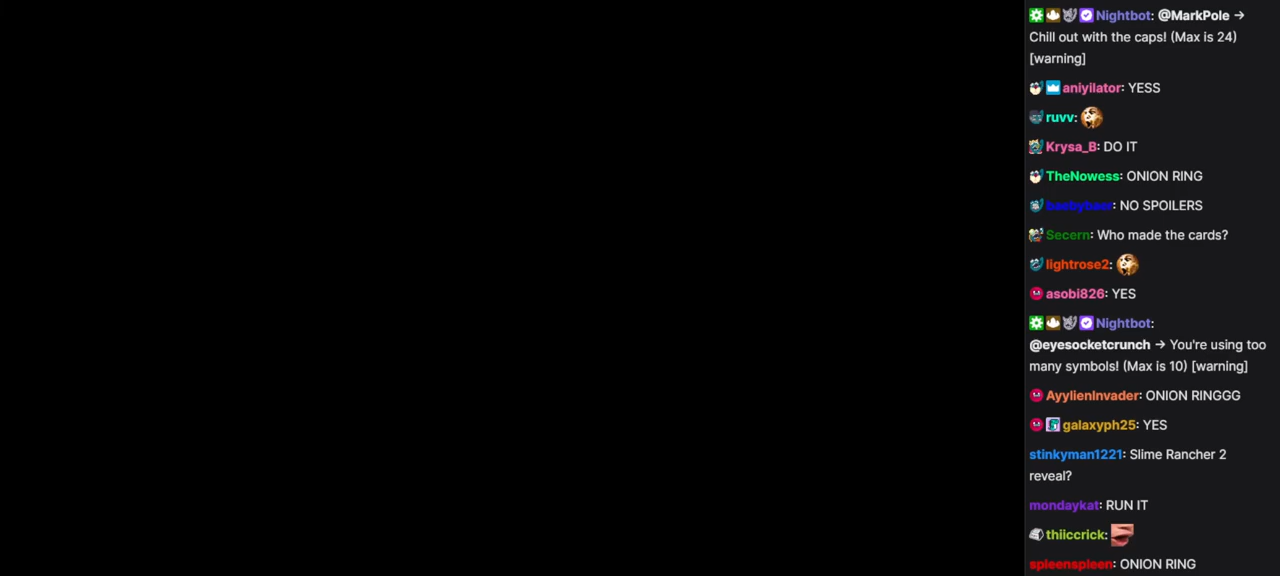 Nightbot: @MarkPole →
Chill out with the caps! (Max is 24)
[warning]
aniyilator: YESS
ruvv:
Krysa_B: DO IT
TheNowess: ONION RING
baebybaer: NO SPOILERS
Secern: Who made the cards?
lightrose2:
asobi826: YES
Nightbot:
@eyesocketcrunch → You're using too
many symbols! (Max is 10) [warning]
AyylienInvader: ONION RINGGG
galaxyph25: YES
stinkyman1221: Slime Rancher 2
reveal?
mondaykat: RUN IT
thiiccrick:
spleenspleen: ONION RING